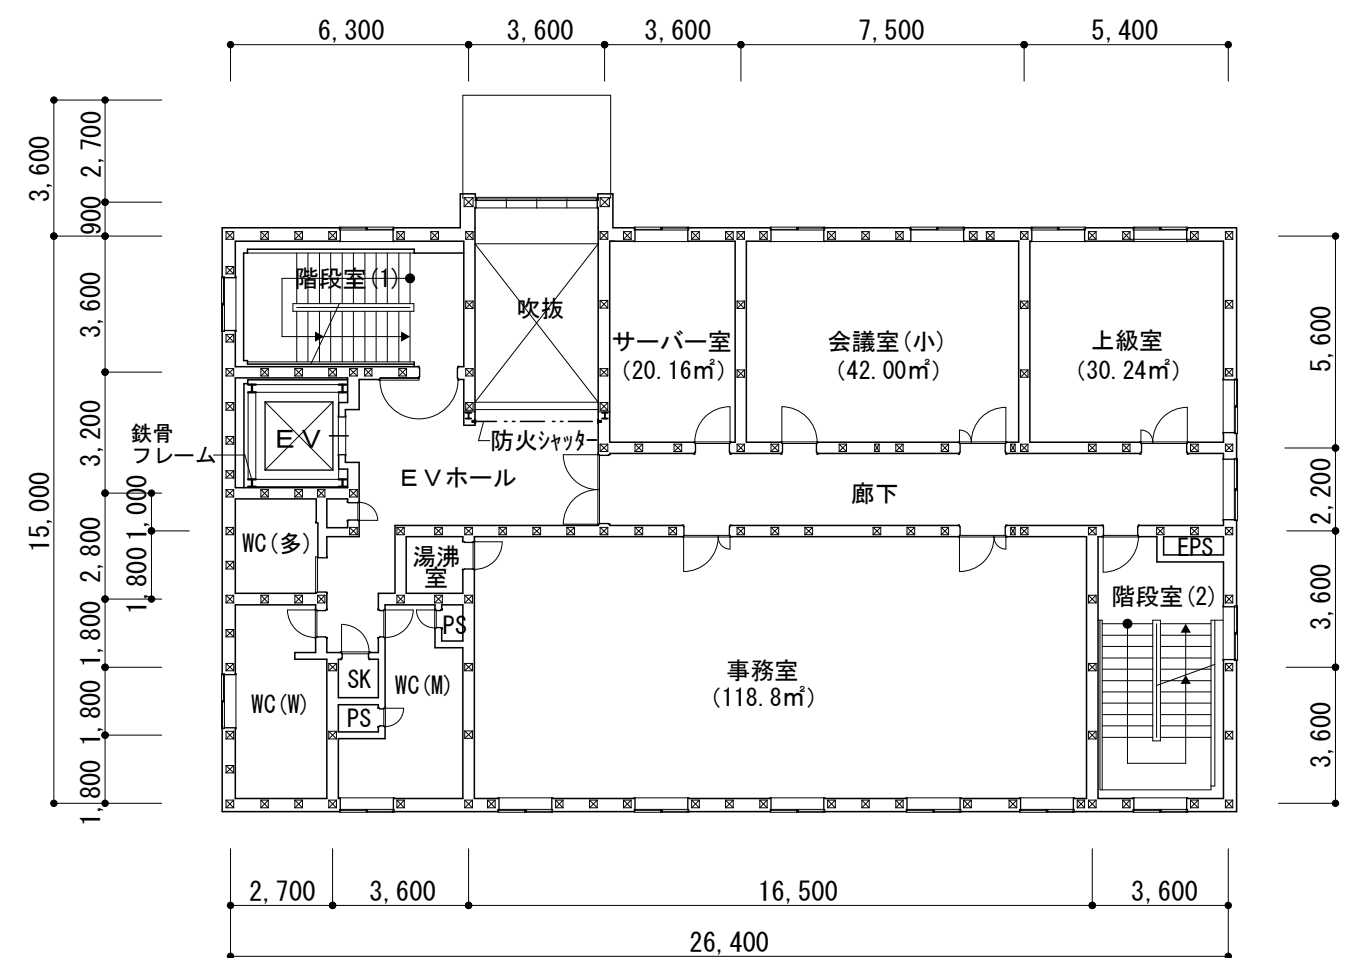 6,300
3,600
3,600
7,500
5,400
3,600
2,700
900
15,000
3,600
3,200
2,800
1,000
1,800
1,800
1,800
1,800
5,600
2,200
3,600
3,600
階段室(1)
吹抜
サーバー室
(20.16㎡)
会議室(小)
(42.00㎡)
上級室
(30.24㎡)
鉄骨
フレーム
EV
防火シャッター
EVホール
廊下
WC(多)
湯沸
室
EPS
階段室(2)
PS
事務室
(118.8㎡)
SK
WC(M)
WC(W)
PS
2,700
3,600
16,500
3,600
26,400